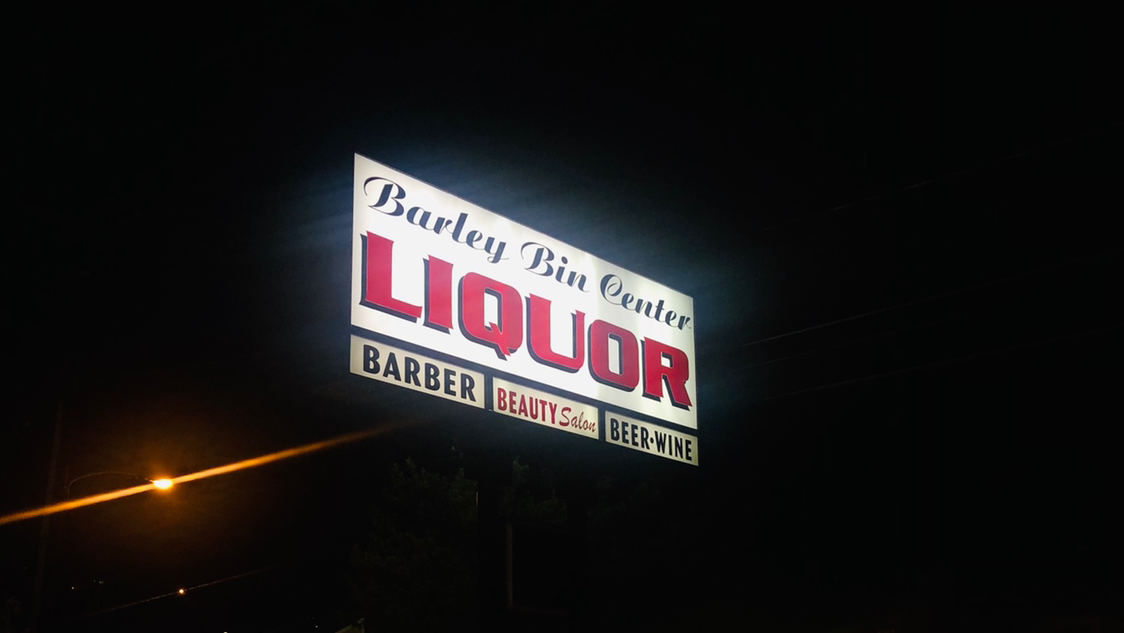 Barley Bin Center
LIQUOR
BARBER
BEAUTY Salon
BEER•WINE